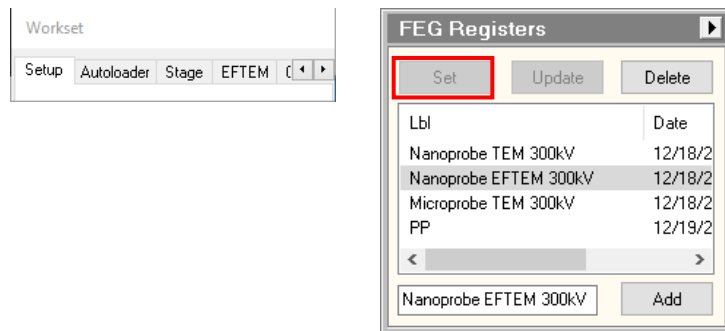 Workset
Setup Autoloader Stage EFTEM
FEG Registers
Set Update Delete
Lbl Date
Nanoprobe TEM 300kV 12/18/2
Nanoprobe EFTEM 300kV 12/18/2
Microprobe TEM 300kV 12/18/2
PP 12/19/2
Nanoprobe EFTEM 300kV Add